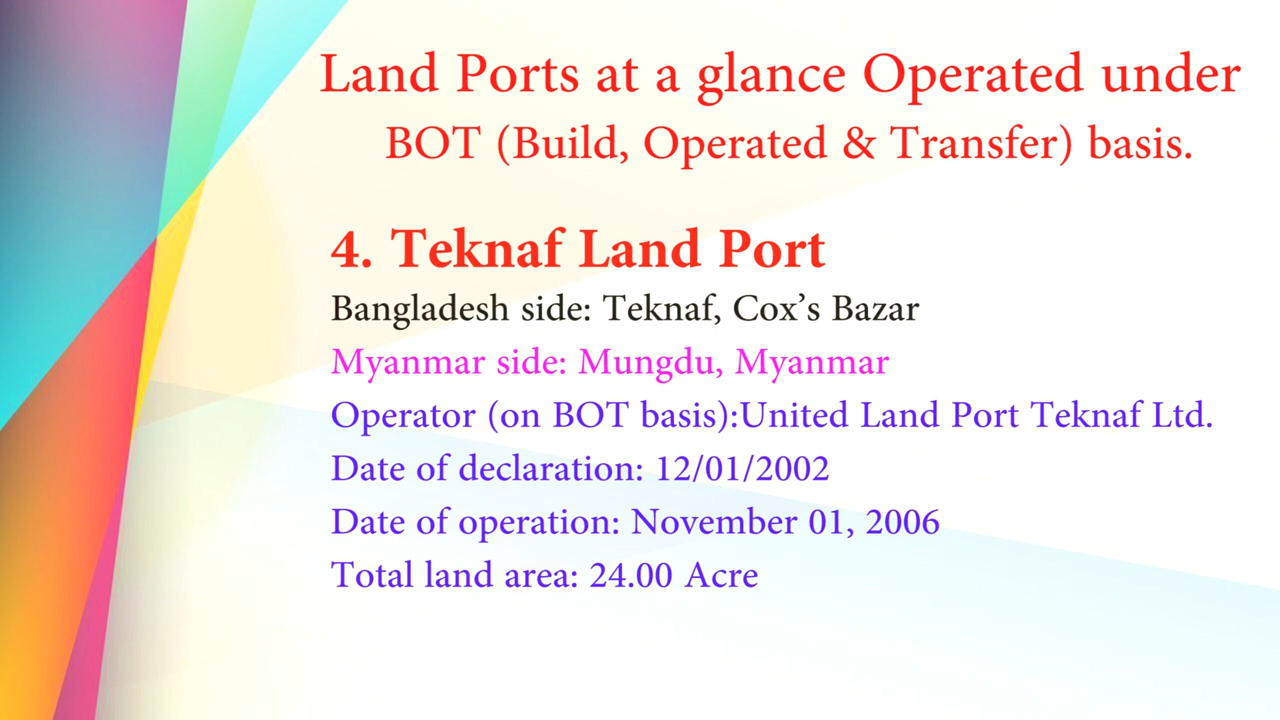 Land Ports at a glance Operated under
BOT (Build, Operated & Transfer) basis.
4. Teknaf Land Port
Bangladesh side: Teknaf, Cox’s Bazar
Myanmar side: Mungdu, Myanmar
Operator (on BOT basis):United Land Port Teknaf Ltd.
Date of declaration: 12/01/2002
Date of operation: November 01, 2006
Total land area: 24.00 Acre